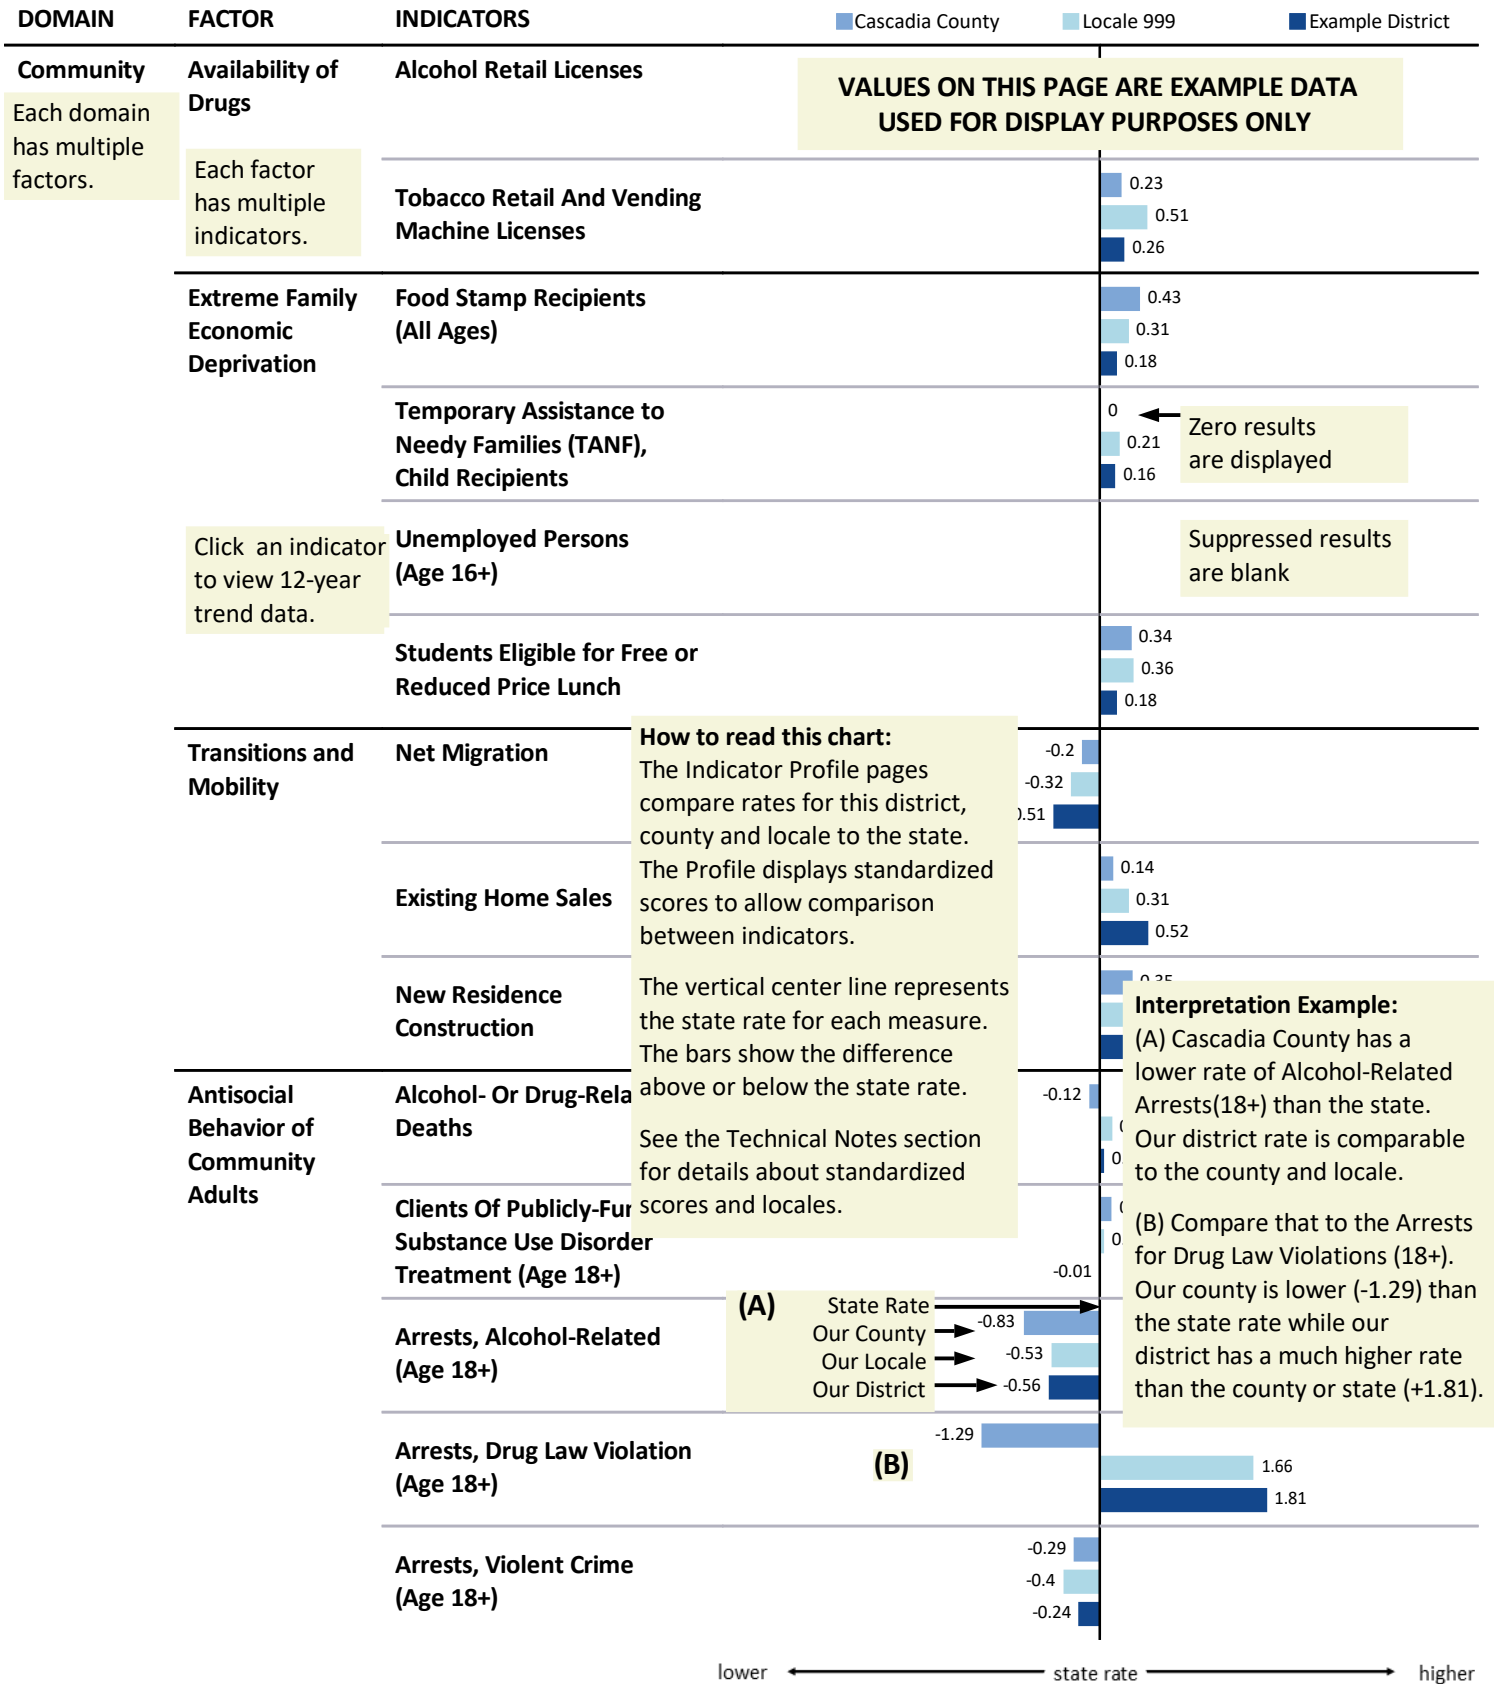 DOMAIN FACTOR INDICATORS Cascadia County Locale 999 Example District
Community
Each domain
has multiple
factors.
Availability of
Drugs
Each factor
has multiple
indicators.
Alcohol Retail Licenses
VALUES ON THIS PAGE ARE EXAMPLE DATA
USED FOR DISPLAY PURPOSES ONLY
Tobacco Retail And Vending
Machine Licenses
0.23
0.51
0.26
Extreme Family
Economic
Deprivation
Food Stamp Recipients
(All Ages)
0.43
0.31
0.18
Temporary Assistance to
Needy Families (TANF),
Child Recipients
0
0.21
0.16
Zero results
are displayed
Click an indicator
to view 12-year
trend data.
Unemployed Persons
(Age 16+)
Suppressed results
are blank
Students Eligible for Free or
Reduced Price Lunch
0.34
0.36
0.18
Transitions and
Mobility
Net Migration
-0.2
-0.32
.51
How to read this chart:
The Indicator Profile pages
compare rates for this district,
county and locale to the state.
The Profile displays standardized
scores to allow comparison
between indicators.
The vertical center line represents
the state rate for each measure.
The bars show the difference
above or below the state rate.
See the Technical Notes section
for details about standardized
scores and locales.
Existing Home Sales
0.14
0.31
0.52
New Residence
Construction
Interpretation Example:
(A) Cascadia County has a
lower rate of Alcohol-Related
Arrests(18+) than the state.
Our district rate is comparable
to the county and locale.
(B) Compare that to the Arrests
for Drug Law Violations (18+).
Our county is lower (-1.29) than
the state rate while our
district has a much higher rate
than the county or state (+1.81).
Antisocial
Behavior of
Community
Adults
Alcohol- Or Drug-Rela
Deaths
-0.12
0.
Clients Of Publicly-Fu
Substance Use Disorder
Treatment (Age 18+)
0.
-0.01
Arrests, Alcohol-Related
(Age 18+)
(A) State Rate
Our County -0.83
Our Locale -0.53
Our District -0.56
Arrests, Drug Law Violation
(Age 18+)
(B)
-1.29
1.66
1.81
Arrests, Violent Crime
(Age 18+)
-0.29
-0.4
-0.24
lower state rate higher